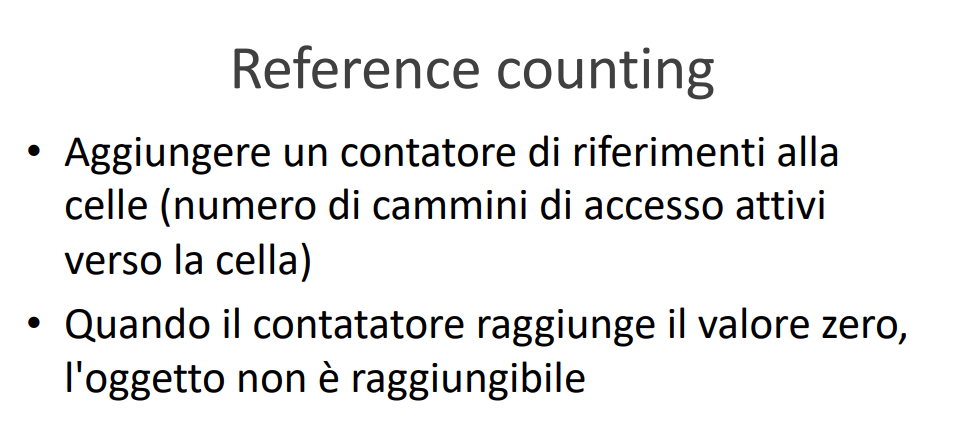 Reference counting
• Aggiungere un contatore di riferimenti alla
celle (numero di cammini di accesso attivi
verso la cella)
• Quando il contatatore raggiunge il valore zero,
l'oggetto non è raggiungibile